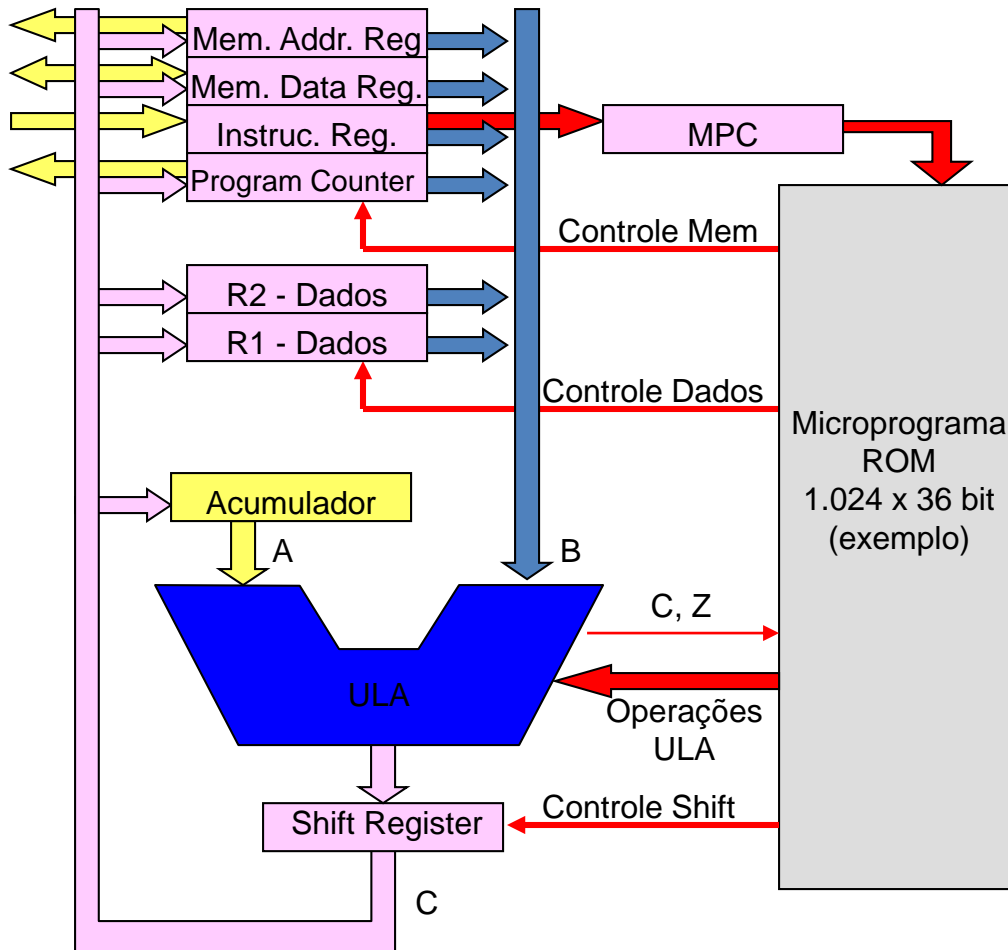 Mem. Addr. Reg
Mem. Data Reg.
Instruc. Reg.
MPC
Program Counter
Controle Mem
R2 - Dados
R1 - Dados
Controle Dados
Microprograma
ROM
1.024 x 36 bit
(exemplo)
Acumulador
A
B
C, Z
ULA
Operações
ULA
Controle Shift
Shift Register
C